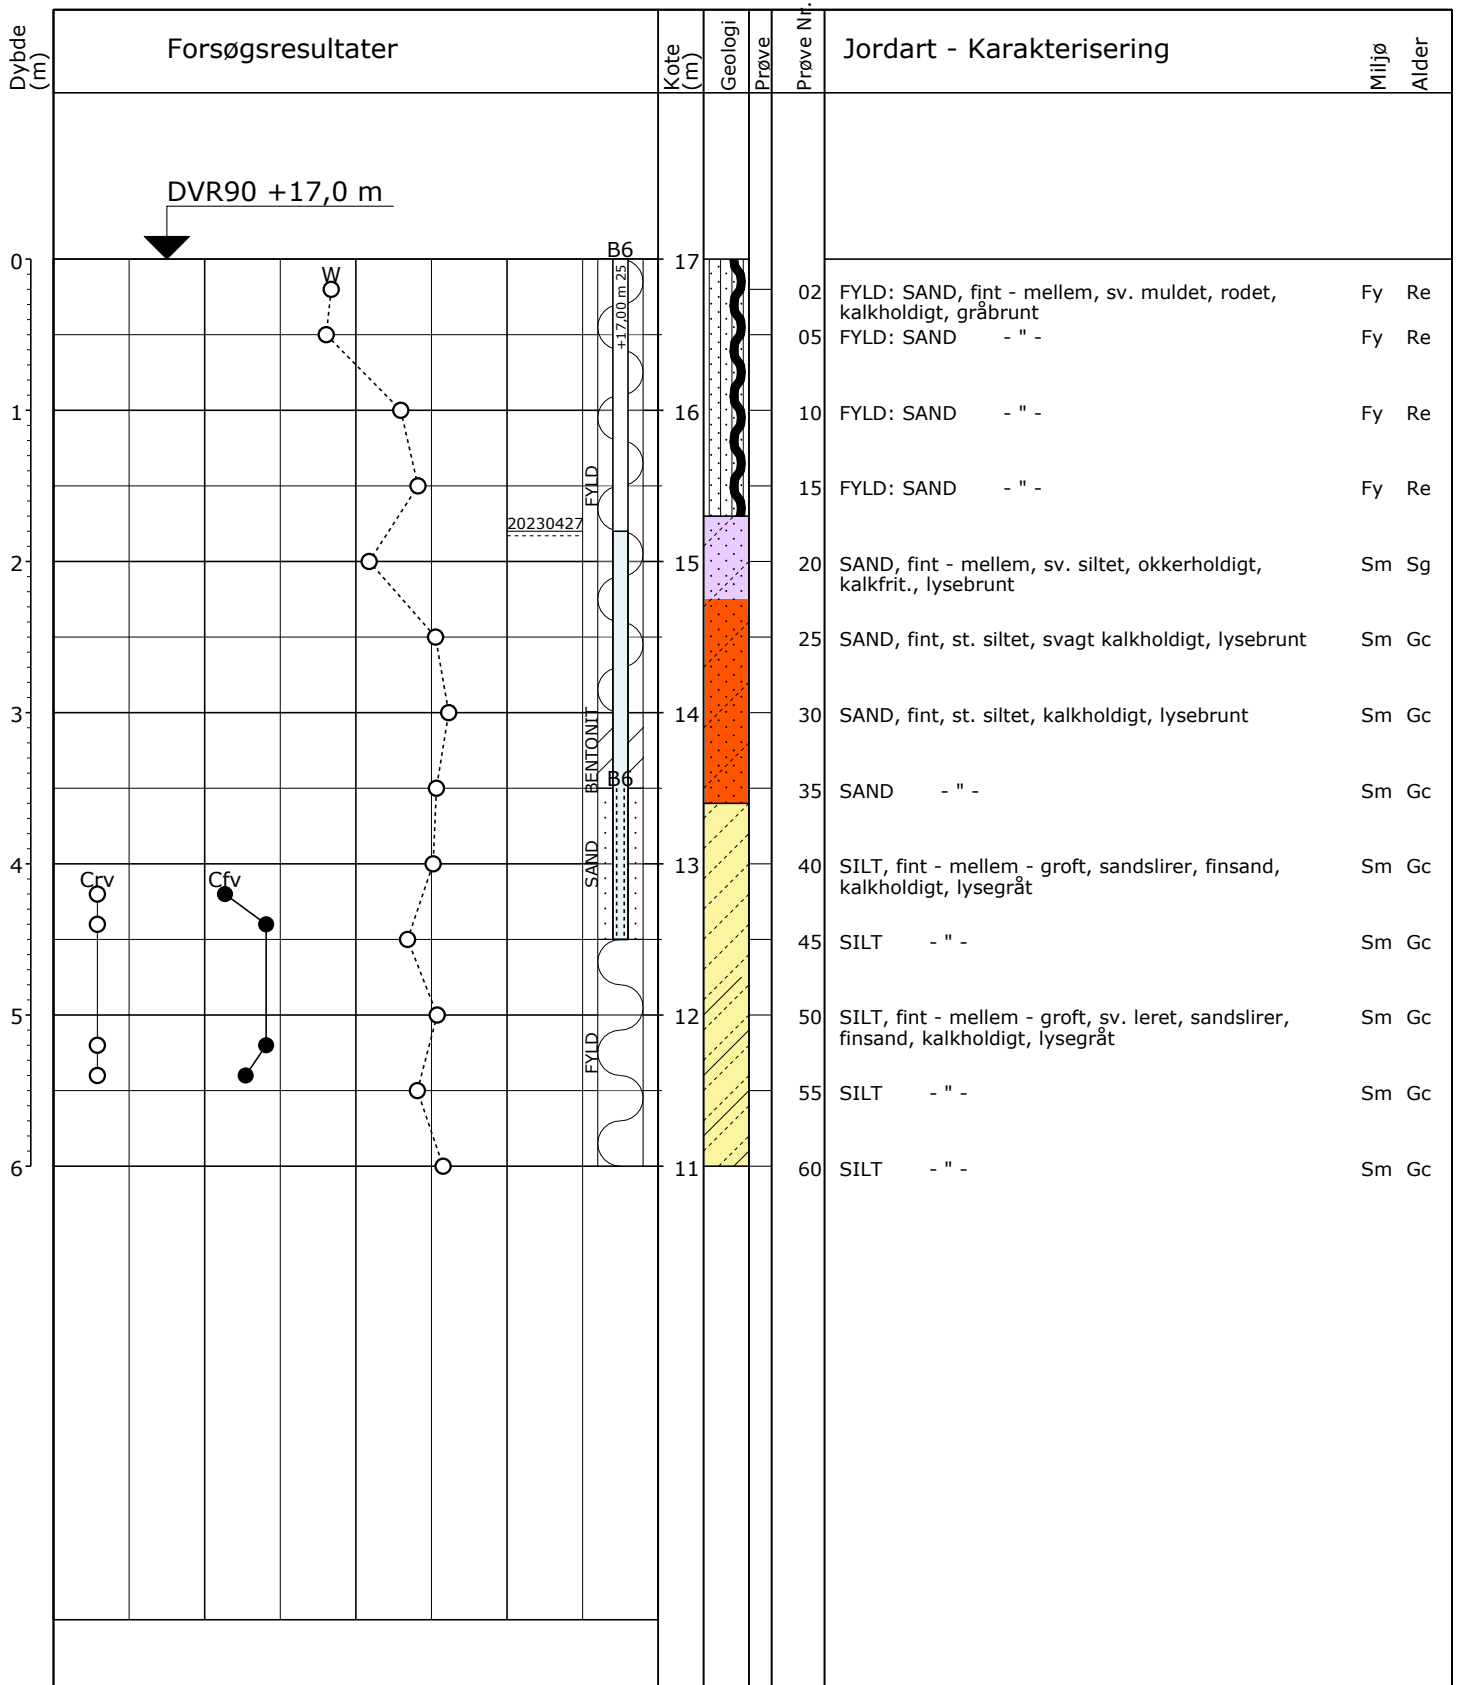 Dybde (m)
Forsøgsresultater
Kote (m)
Geologi
Prøve
Prøve Nr.
Jordart - Karakterisering
Miljø
Alder
DVR90 +17,0 m
B6
0
W
+17,00 m 25
17
02 FYLD: SAND, fint - mellem, sv. muldet, rodet, Fy Re
kalkholdigt, gråbrunt
05 FYLD: SAND - " - Fy Re
1
16
10 FYLD: SAND - " - Fy Re
FYLD
15 FYLD: SAND - " - Fy Re
20230427
2
15
20 SAND, fint - mellem, sv. siltet, okkerholdigt, Sm Sg
kalkfrit., lysebrunt
25 SAND, fint, st. siltet, svagt kalkholdigt, lysebrunt Sm Gc
3
14
30 SAND, fint, st. siltet, kalkholdigt, lysebrunt Sm Gc
BENTONIT
B6
35 SAND - " - Sm Gc
4
SAND
13
40 SILT, fint - mellem - groft, sandslirer, finsand, Sm Gc
kalkholdigt, lysegråt
Crv
Cfv
45 SILT - " - Sm Gc
5
12
50 SILT, fint - mellem - groft, sv. leret, sandslirer, Sm Gc
finsand, kalkholdigt, lysegråt
FYLD
55 SILT - " - Sm Gc
6
11
60 SILT - " - Sm Gc